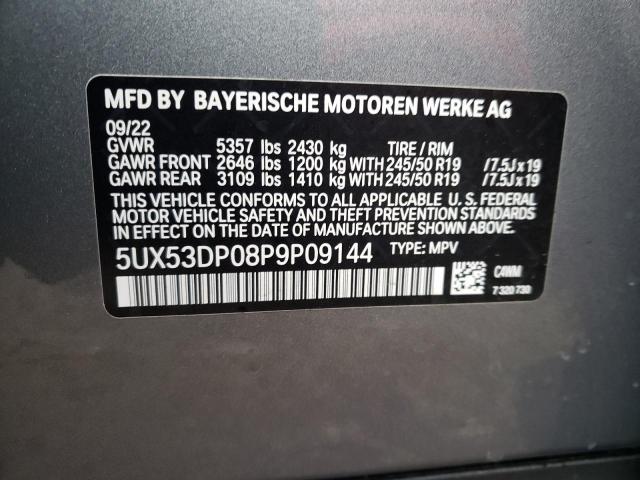 MFD BY BAYERISCHE MOTOREN WERKE AG
09/22
GVWR 5357 lbs 2430 kg TIRE / RIM
GAWR FRONT 2646 lbs 1200 kg WITH 245/50 R19 / 7.5J x 19
GAWR REAR 3109 lbs 1410 kg WITH 245/50 R19 / 7.5J x 19
THIS VEHICLE CONFORMS TO ALL APPLICABLE U. S. FEDERAL
MOTOR VEHICLE SAFETY AND THEFT PREVENTION STANDARDS
IN EFFECT ON THE DATE OF MANUFACTURE SHOWN ABOVE.
5UX53DP08P9P09144 TYPE: MPV
C4WM
7 320 730